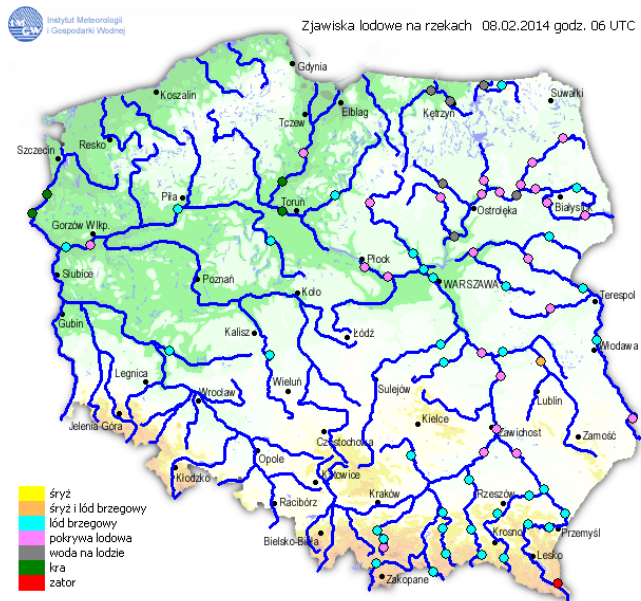 Instytut Meteorologii
i Gospodarki Wodnej
IMGW
Zjawiska lodowe na rzekach 08.02.2014 godz. 06 UTC
Gdynia
Koszalin
Suwałki
Elbląg
Kętrzyn
Tczew
Resko
Szczecin
Piła
Białystok
Toruń
Ostrołęka
Gorzów Wlkp.
Płock
Słubice
Poznań
WARSZAWA
Koło
Terespol
Gubin
Kalisz
Łódź
Włodawa
Legnica
Wieluń
Sulejów
Wrocław
Lublin
Jelenia Góra
Kielce
Zawichost
Zamość
Częstochowa
Opole
Kłodzko
Katowice
Racibórz
Kraków
Rzeszów
Bielsko-Biała
Krosno
Przemyśl
Lesko
Zakopane
śryż
śryż i lód brzegowy
lód brzegowy
pokrywa lodowa
woda na lodzie
kra
zator